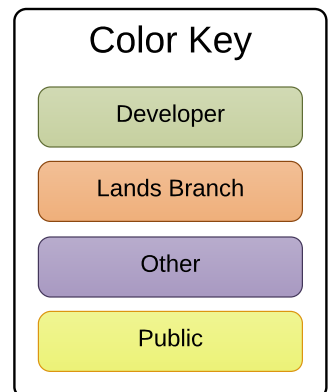 Color Key
Developer
Lands Branch
Other
Public